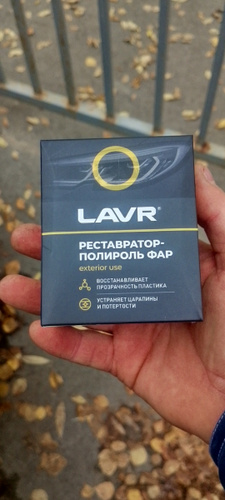 LAVR®
РЕСТАВРАТОР-
ПОЛИРОЛЬ ФАР
exterior use
ВОССТАНАВЛИВАЕТ
ПРОЗРАЧНОСТЬ ПЛАСТИКА
УСТРАНЯЕТ ЦАРАПИНЫ
И ПОТЕРТОСТИ